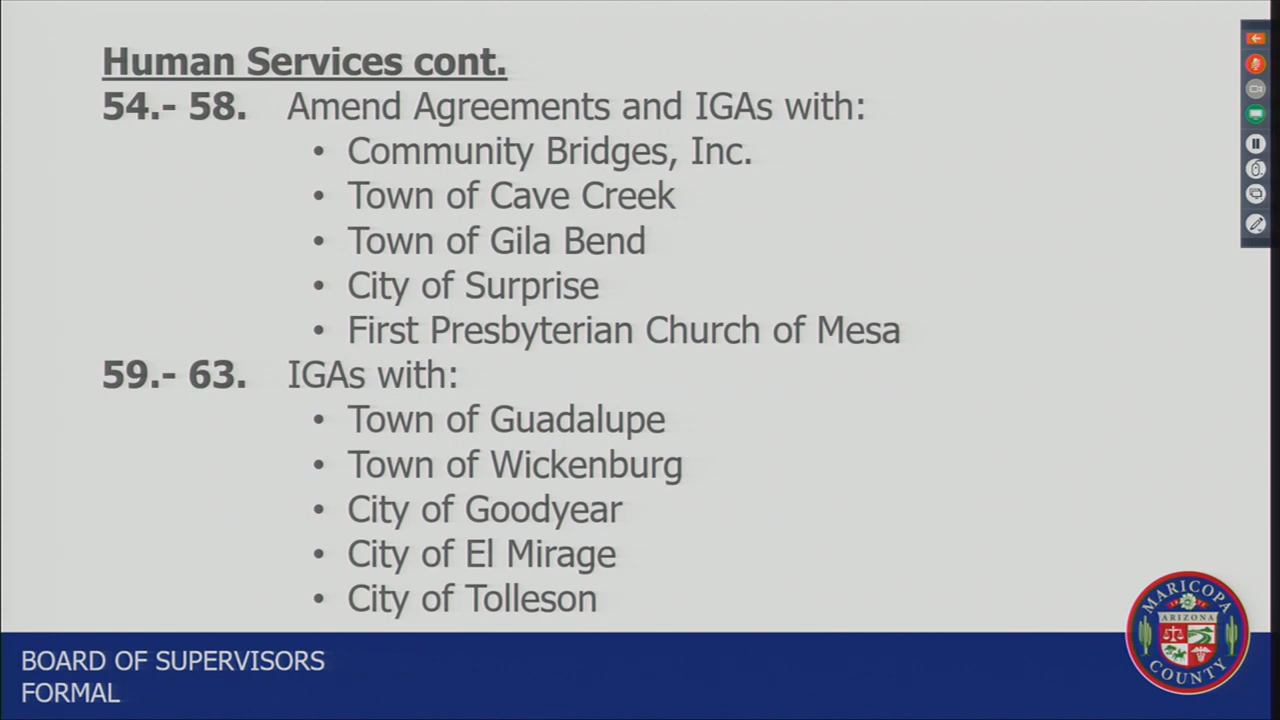 Human Services cont.
54.- 58. Amend Agreements and IGAs with:
• Community Bridges, Inc.
• Town of Cave Creek
• Town of Gila Bend
• City of Surprise
• First Presbyterian Church of Mesa
59.- 63. IGAs with:
• Town of Guadalupe
• Town of Wickenburg
• City of Goodyear
• City of El Mirage
• City of Tolleson
BOARD OF SUPERVISORS
FORMAL
MARICOPA
ARIZONA
COUNTY